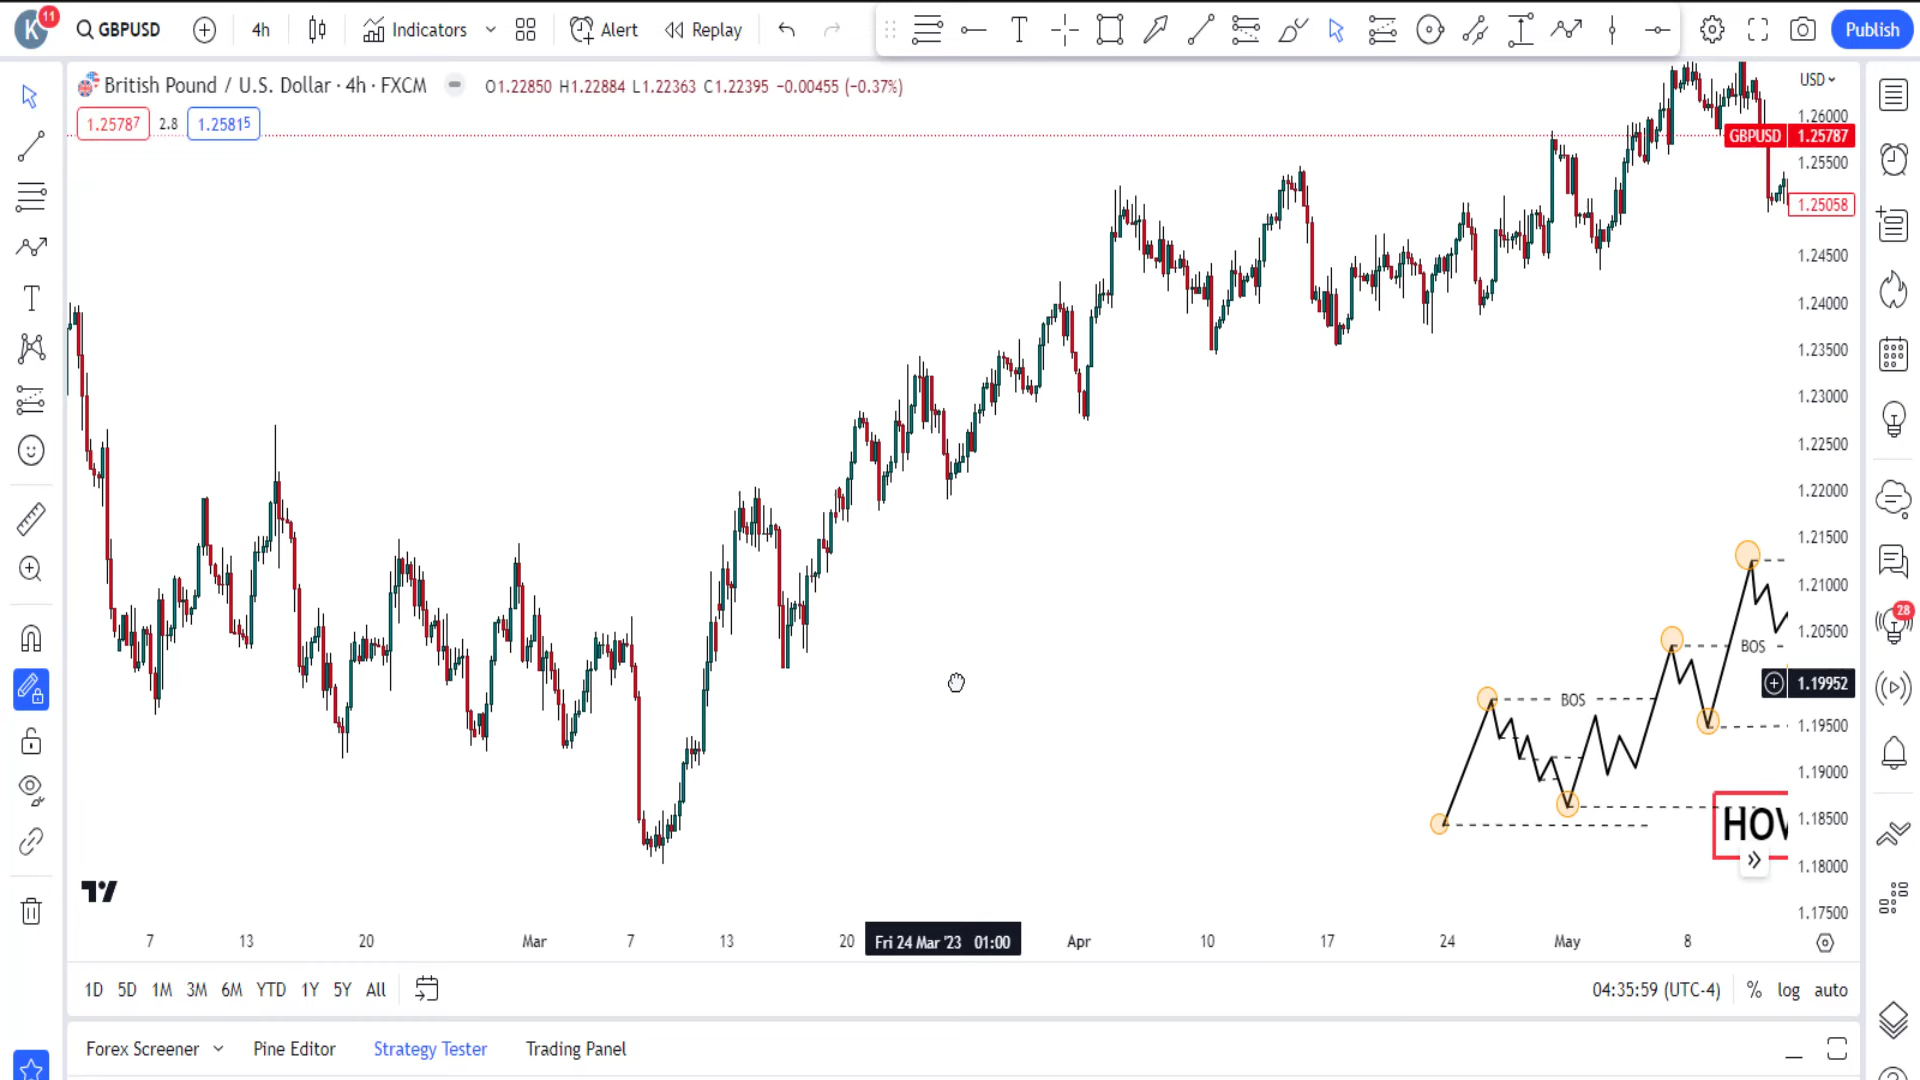 K 11 GBPUSD 4h Indicators Alert Replay Publish
British Pound / U.S. Dollar · 4h · FXCM O1.22850 H1.22884 L1.22363 C1.22395 −0.00455 (−0.37%)
USD
1.25787 2.8 1.25815
1.26000
GBPUSD 1.25787
1.25500
1.25058
1.24500
1.24000
1.23500
1.23000
1.22500
1.22000
1.21500
1.21000
1.20500
BOS
28
1.19952
BOS
1.19500
1.19000
1.18500
1.18000
1.17500
7 13 20 Mar 7 13 20 Fri 24 Mar '23 01:00 Apr 10 17 24 May 8
1D 5D 1M 3M 6M YTD 1Y 5Y All 04:35:59 (UTC-4) % log auto
Forex Screener Pine Editor Strategy Tester Trading Panel